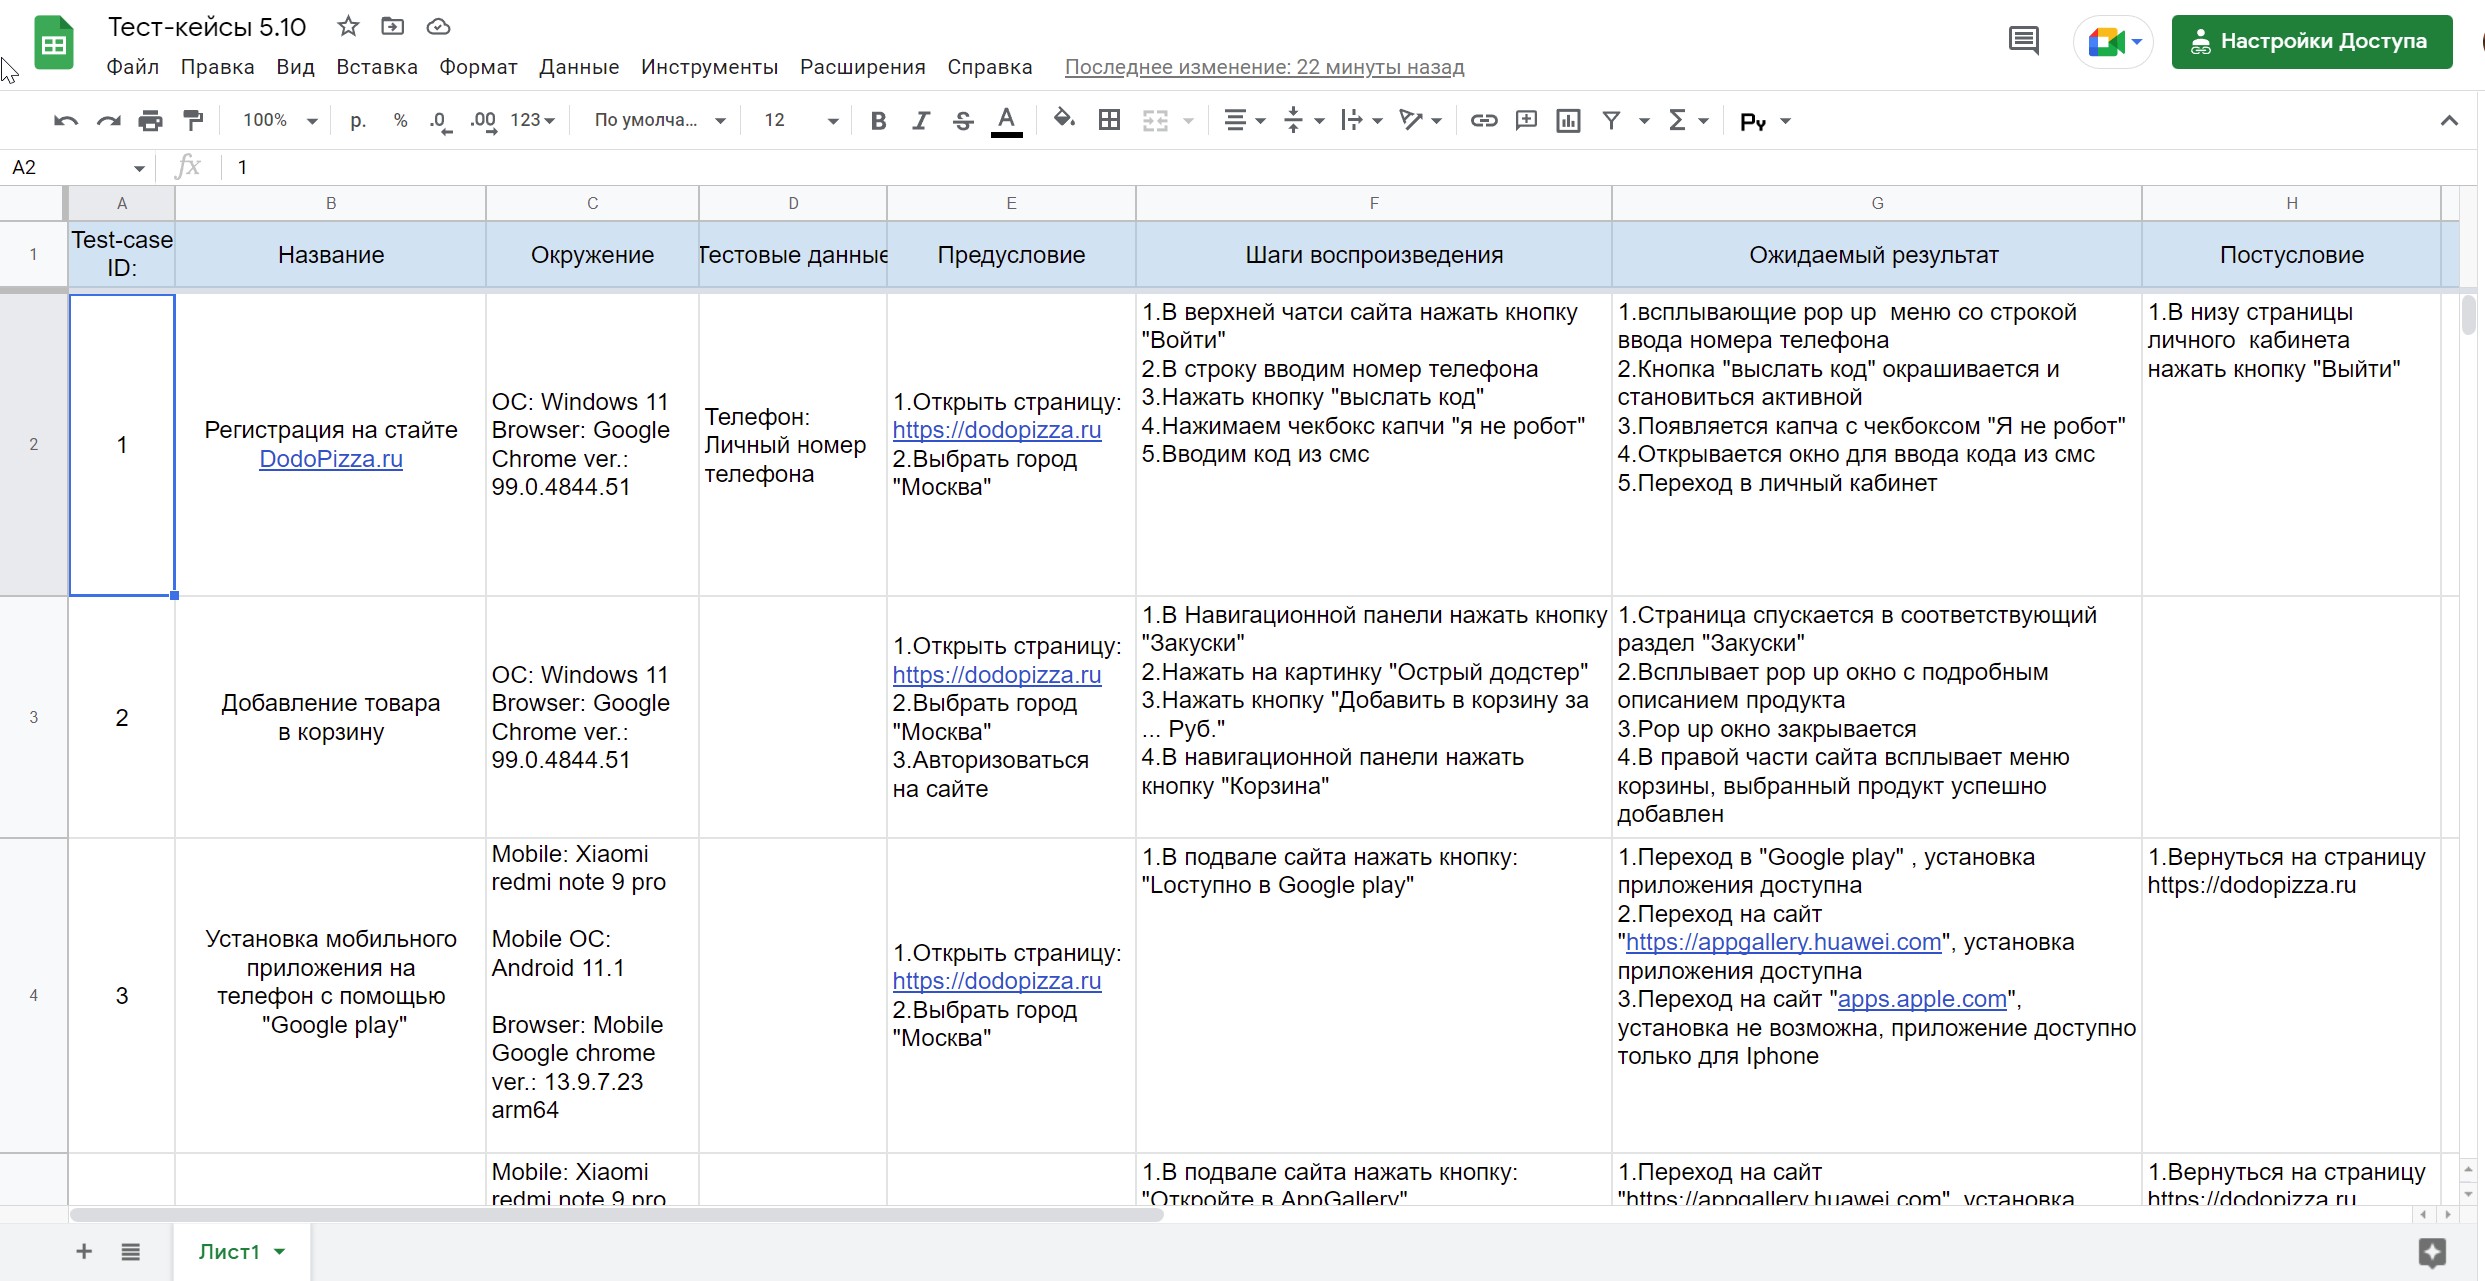 Тест-кейсы 5.10
Файл Правка Вид Вставка Формат Данные Инструменты Расширения Справка Последнее изменение: 22 минуты назад
Настройки Доступа
100% р. % .0 .00 123 По умолча... 12 B I S A Σ Py
A2 fx 1
A B C D E F G H
1
Test-case
ID:
Название
Окружение
Тестовые данные
Предусловие
Шаги воспроизведения
Ожидаемый результат
Постусловие
2
1
Регистрация на стайте
DodoPizza.ru
ОС: Windows 11
Browser: Google
Chrome ver.:
99.0.4844.51
Телефон:
Личный номер
телефона
1.Открыть страницу:
https://dodopizza.ru
2.Выбрать город
"Москва"
1.В верхней чатси сайта нажать кнопку
"Войти"
2.В строку вводим номер телефона
3.Нажать кнопку "выслать код"
4.Нажимаем чекбокс капчи "я не робот"
5.Вводим код из смс
1.всплывающие pop up  меню со строкой
ввода номера телефона
2.Кнопка "выслать код" окрашивается и
становиться активной
3.Появляется капча с чекбоксом "Я не робот"
4.Открывается окно для ввода кода из смс
5.Переход в личный кабинет
1.В низу страницы
личного  кабинета
нажать кнопку "Выйти"
3
2
Добавление товара
в корзину
ОС: Windows 11
Browser: Google
Chrome ver.:
99.0.4844.51
1.Открыть страницу:
https://dodopizza.ru
2.Выбрать город
"Москва"
3.Авторизоваться
на сайте
1.В Навигационной панели нажать кнопку
"Закуски"
2.Нажать на картинку "Острый додстер"
3.Нажать кнопку "Добавить в корзину за
... Руб."
4.В навигационной панели нажать
кнопку "Корзина"
1.Страница спускается в соответствующий
раздел "Закуски"
2.Всплывает pop up окно с подробным
описанием продукта
3.Pop up окно закрывается
4.В правой части сайта всплывает меню
корзины, выбранный продукт успешно
добавлен
4
3
Установка мобильного
приложения на
телефон с помощью
"Google play"
Mobile: Xiaomi
redmi note 9 pro
Mobile ОС:
Android 11.1
Browser: Mobile
Google chrome
ver.: 13.9.7.23
arm64
1.Открыть страницу:
https://dodopizza.ru
2.Выбрать город
"Москва"
1.В подвале сайта нажать кнопку:
"Lоступно в Google play"
1.Переход в "Google play" , установка
приложения доступна
2.Переход на сайт
"https://appgallery.huawei.com", установка
приложения доступна
3.Переход на сайт "apps.apple.com",
установка не возможна, приложение доступно
только для Iphone
1.Вернуться на страницу
https://dodopizza.ru
Mobile: Xiaomi
redmi note 9 pro
1.В подвале сайта нажать кнопку:
"Откройте в AppGallery"
1.Переход на сайт
"https://appgallery.huawei.com", установка
1.Вернуться на страницу
https://dodopizza.ru
Лист1